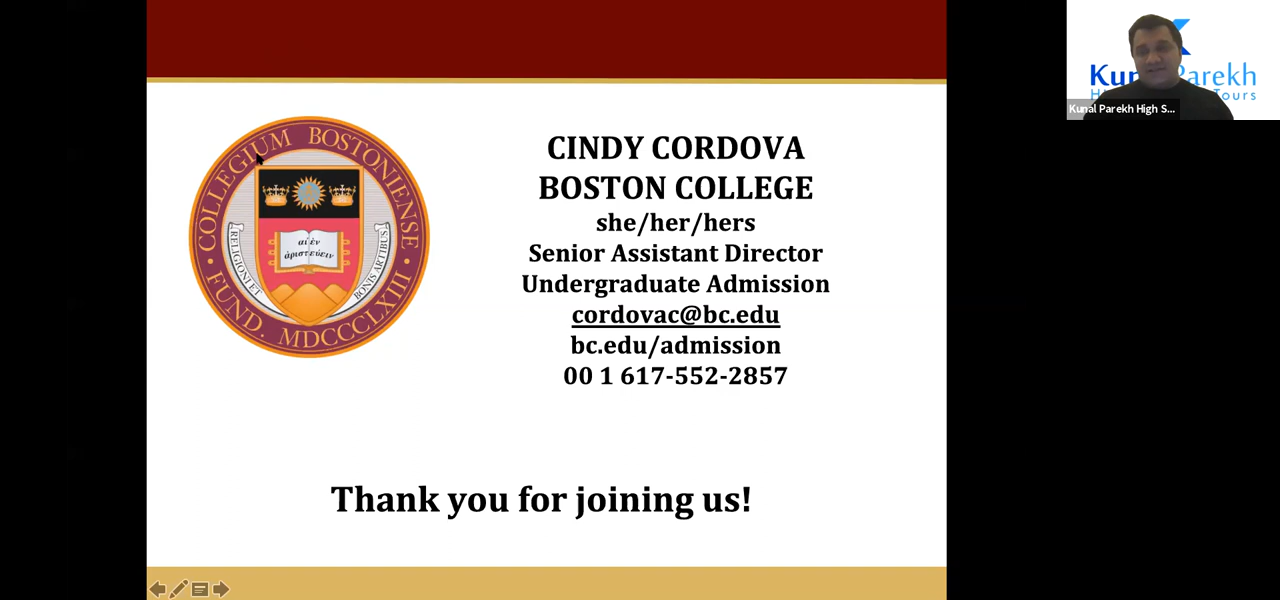 COLLEGIUM BOSTONIENSE
FUND. MDCCCLXIII
RELIGIONI ET
BONIS ARTIBUS
αἰὲν
ἀριστεύειν
CINDY CORDOVA
BOSTON COLLEGE
she/her/hers
Senior Assistant Director
Undergraduate Admission
cordovac@bc.edu
bc.edu/admission
00 1 617-552-2857
Thank you for joining us!
Parekh
Tours
Kunal Parekh High S...